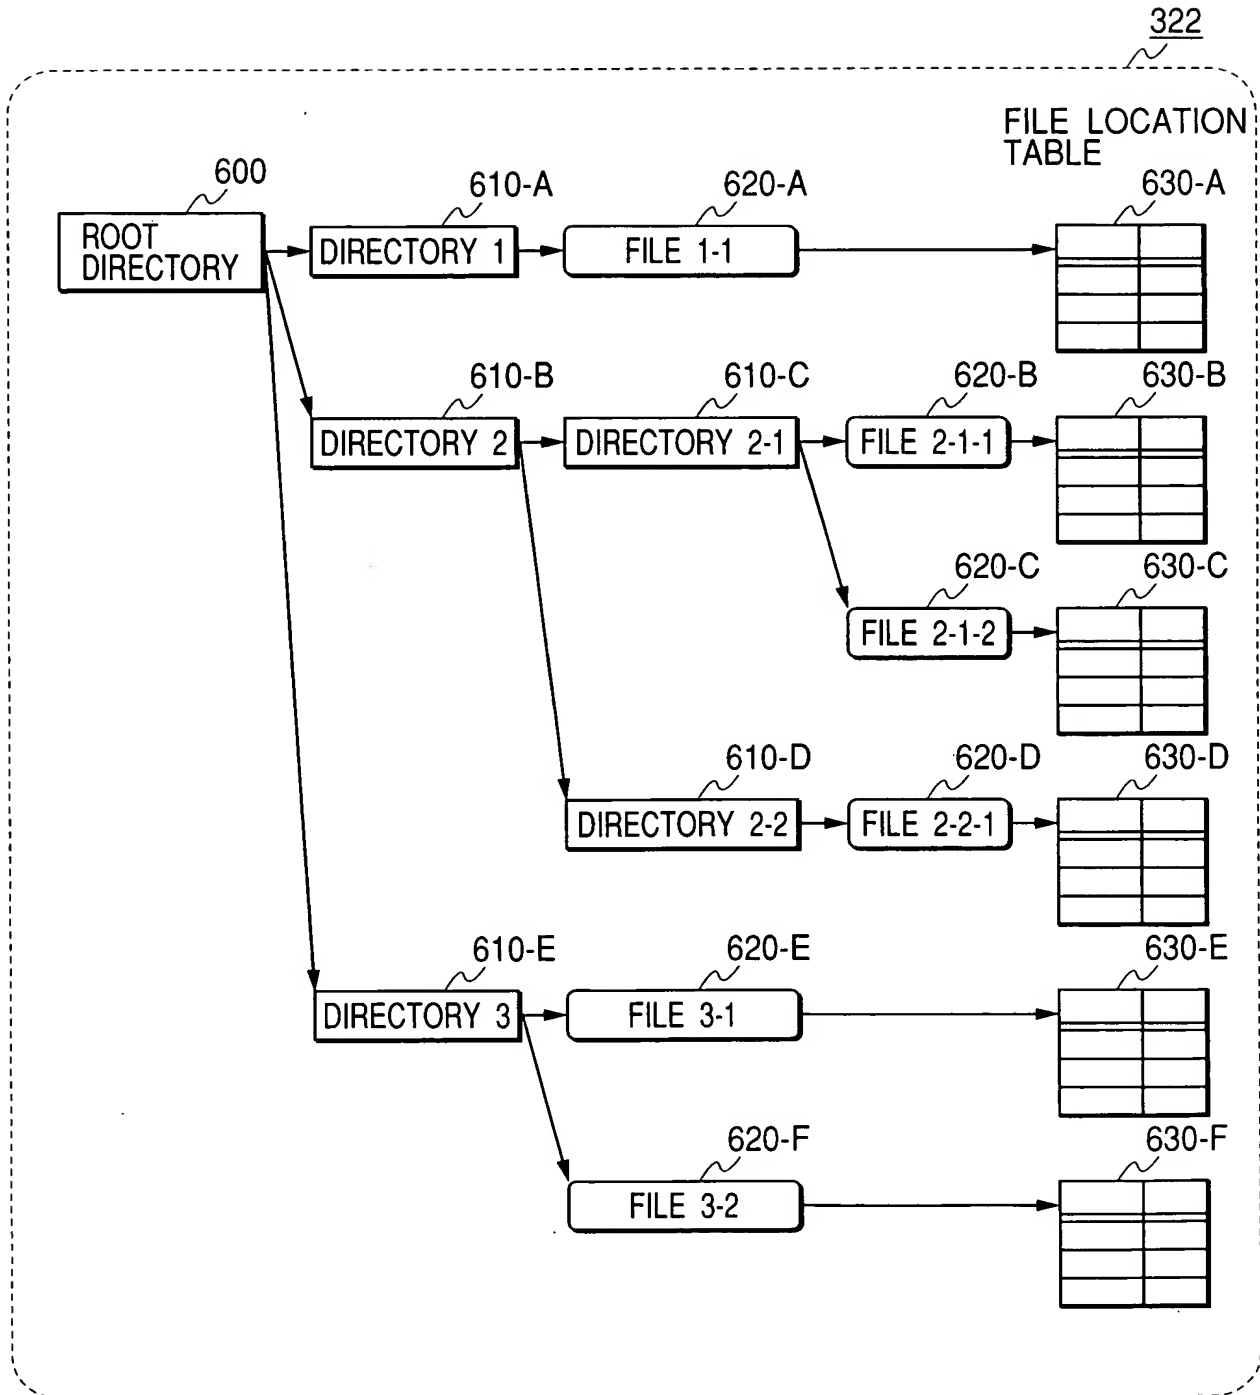 322
FILE LOCATION
TABLE
600
610-A
620-A
630-A
ROOT
DIRECTORY
DIRECTORY 1
FILE 1-1
610-B
610-C
620-B
630-B
DIRECTORY 2
DIRECTORY 2-1
FILE 2-1-1
620-C
630-C
FILE 2-1-2
610-D
620-D
630-D
DIRECTORY 2-2
FILE 2-2-1
610-E
620-E
630-E
DIRECTORY 3
FILE 3-1
620-F
630-F
FILE 3-2